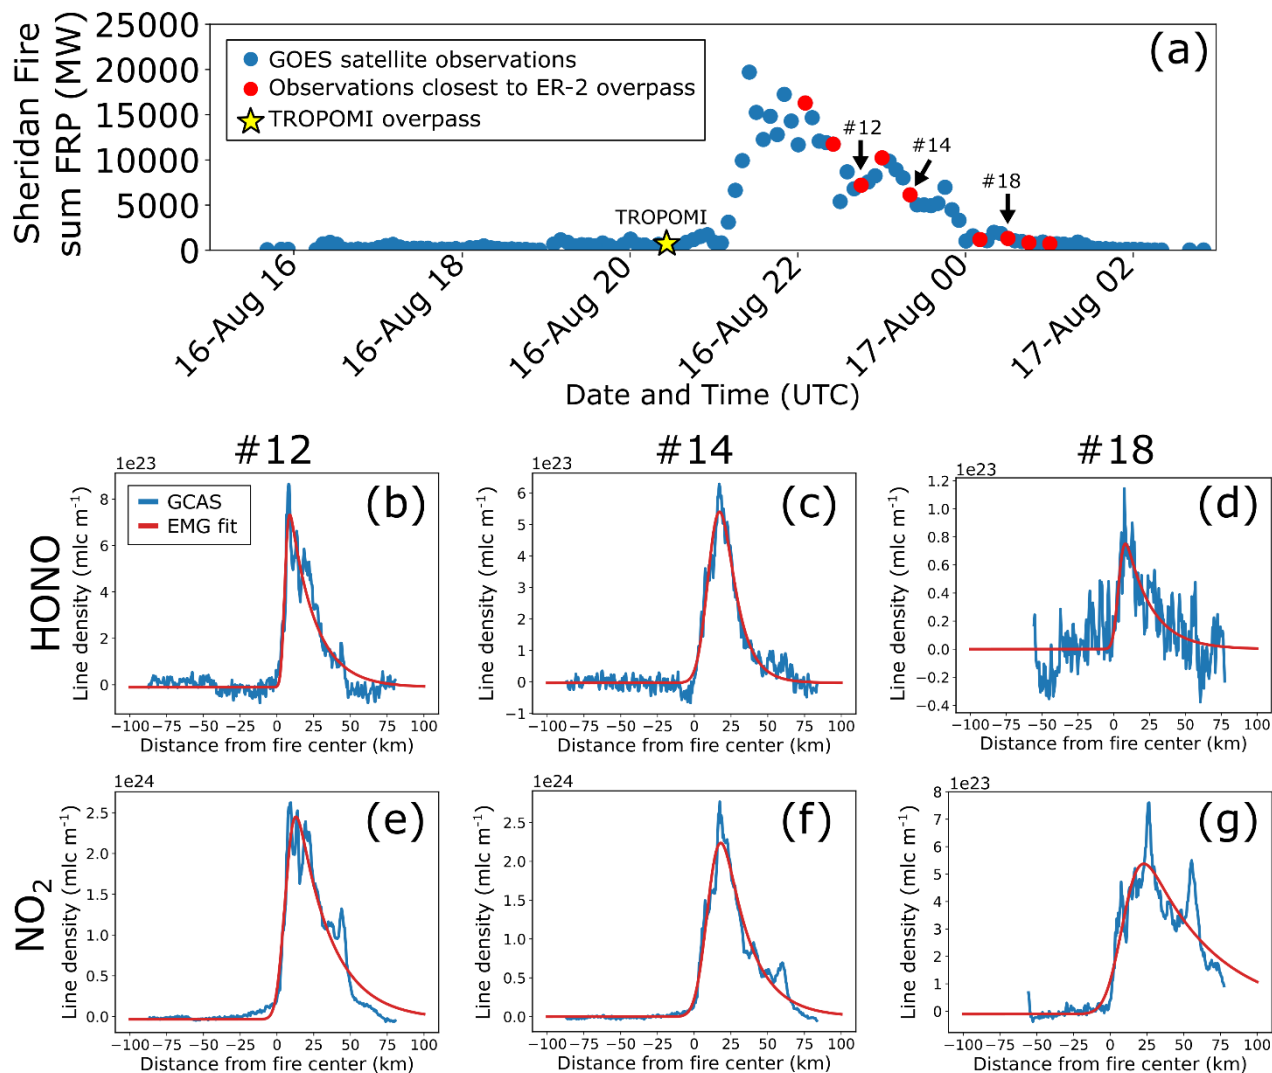 Sheridan Fire
sum FRP (MW)
25000
20000
15000
10000
5000
0
(a)
GOES satellite observations
Observations closest to ER-2 overpass
TROPOMI overpass
#12
#14
#18
TROPOMI
16-Aug 16
16-Aug 18
16-Aug 20
16-Aug 22
17-Aug 00
17-Aug 02
Date and Time (UTC)
#12
#14
#18
HONO
1e23
(b)
GCAS
EMG fit
Line density (mlc m⁻¹)
8
6
4
2
0
−100 −75 −50 −25 0 25 50 75 100
Distance from fire center (km)
1e23
(c)
Line density (mlc m⁻¹)
6
5
4
3
2
1
0
−1
−100 −75 −50 −25 0 25 50 75 100
Distance from fire center (km)
1e23
(d)
Line density (mlc m⁻¹)
1.2
1.0
0.8
0.6
0.4
0.2
0.0
−0.2
−0.4
−100 −75 −50 −25 0 25 50 75 100
Distance from fire center (km)
NO₂
1e24
(e)
Line density (mlc m⁻¹)
2.5
2.0
1.5
1.0
0.5
0.0
−100 −75 −50 −25 0 25 50 75 100
Distance from fire center (km)
1e24
(f)
Line density (mlc m⁻¹)
2.5
2.0
1.5
1.0
0.5
0.0
−100 −75 −50 −25 0 25 50 75 100
Distance from fire center (km)
1e23
(g)
Line density (mlc m⁻¹)
8
7
6
5
4
3
2
1
0
−100 −75 −50 −25 0 25 50 75 100
Distance from fire center (km)